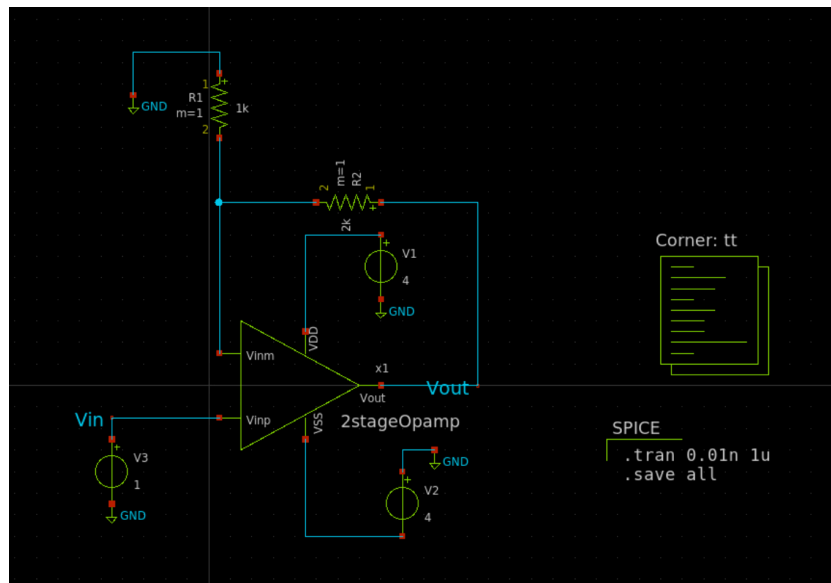 1
+
R1
GND
m=1
1k
2
m=1
R2
2
1
+
2k
Corner: tt
+
V1
4
GND
VDD
Vinm
x1
Vout
Vout
Vin
Vinp
VSS
2stageOpamp
SPICE
.tran 0.01n 1u
.save all
+
V3
1
GND
GND
+
V2
4